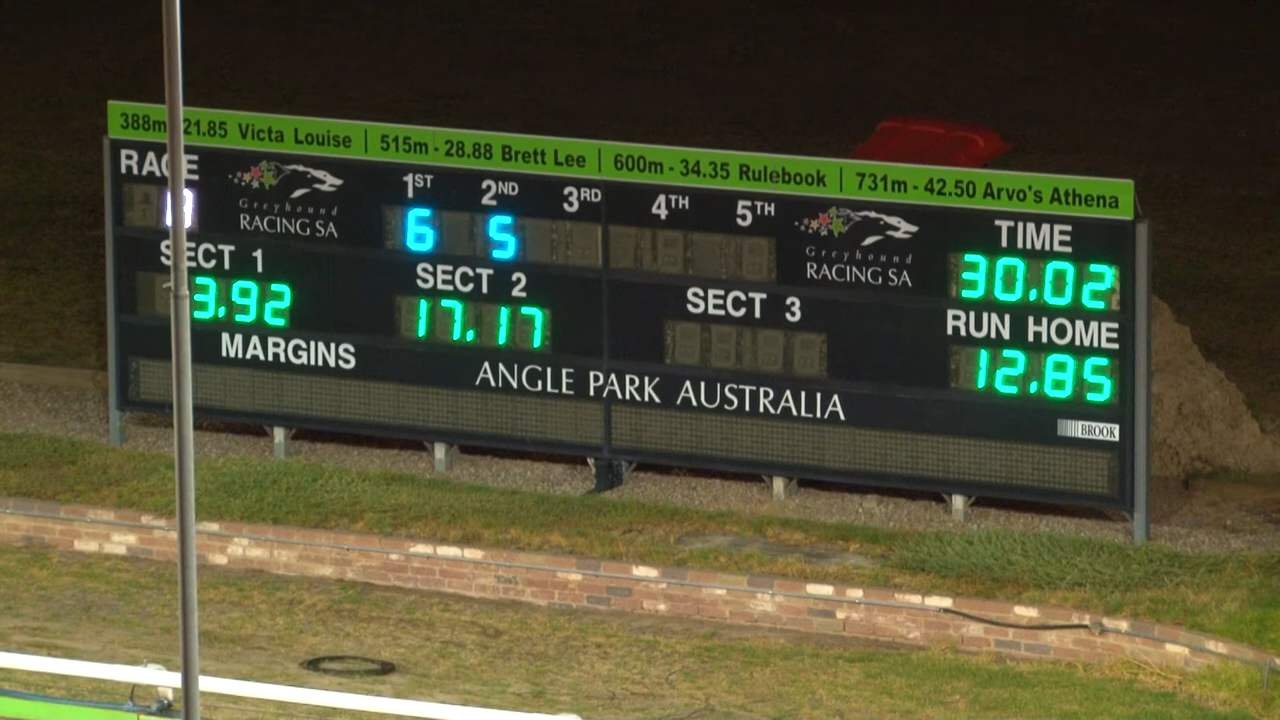 388m 21.85 Victa Louise | 515m - 28.88 Brett Lee | 600m - 34.35 Rulebook | 731m - 42.50 Arvo's Athena
RACE
Greyhound
RACING SA
1ST 2ND 3RD 4TH 5TH
6 5
Greyhound
RACING SA
TIME
30.02
SECT 1
3.92
SECT 2
17.17
SECT 3
RUN HOME
12.85
MARGINS
ANGLE PARK AUSTRALIA
BROOK